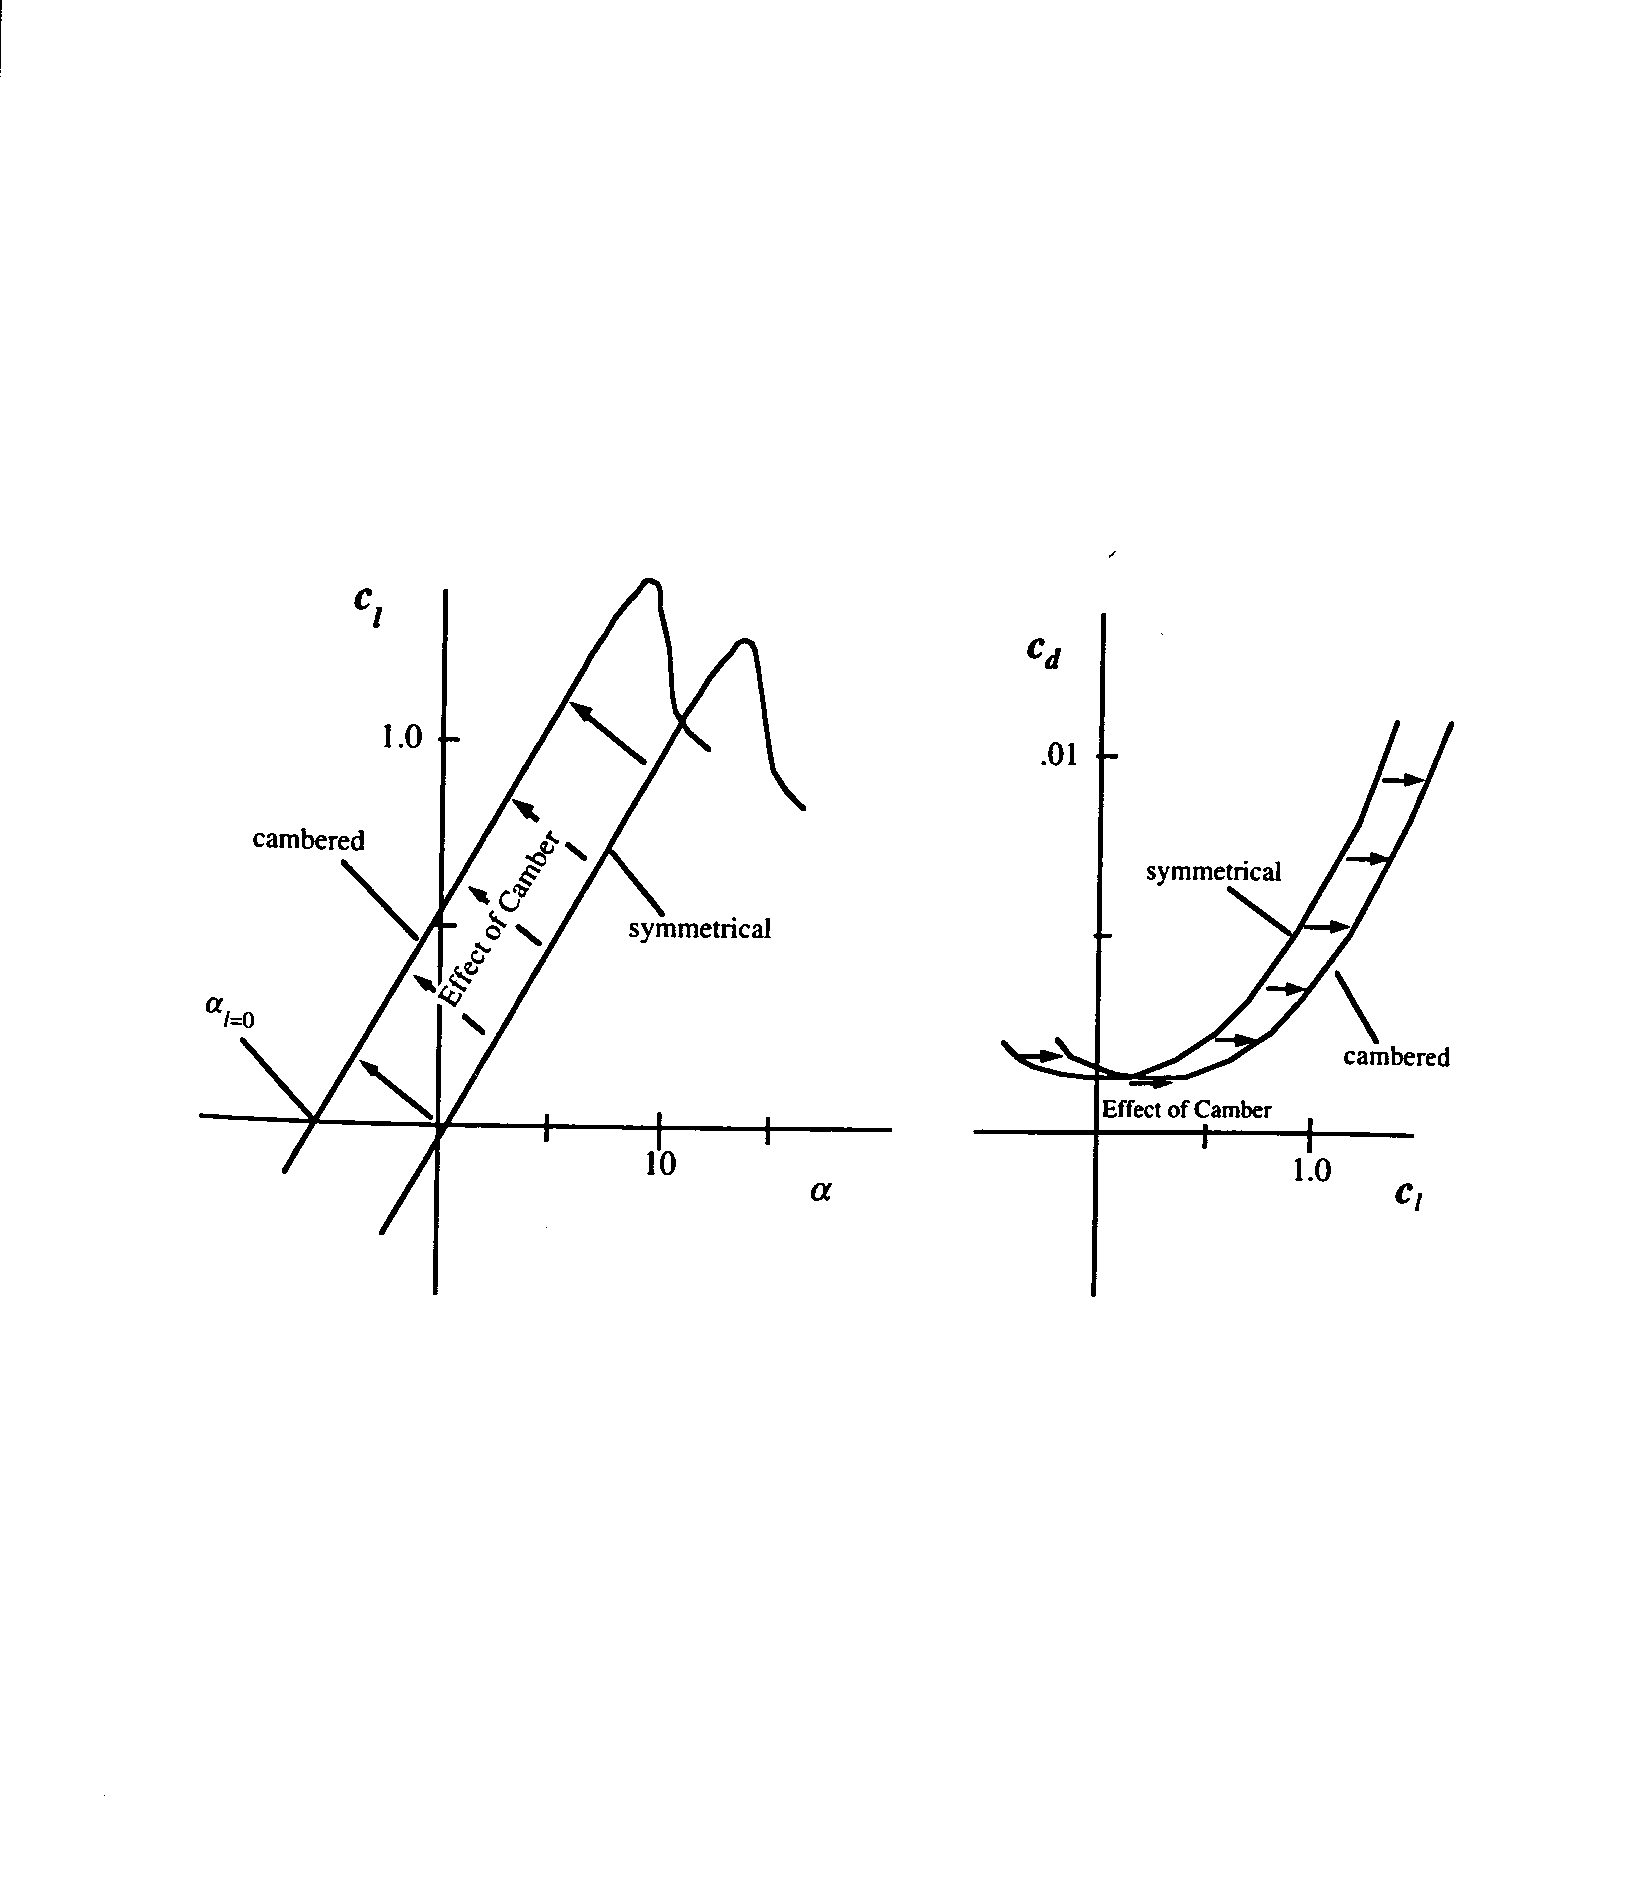 c_l
1.0
cambered
Effect of Camber
symmetrical
α_{l=0}
10
α
c_d
.01
symmetrical
cambered
Effect of Camber
1.0
c_l